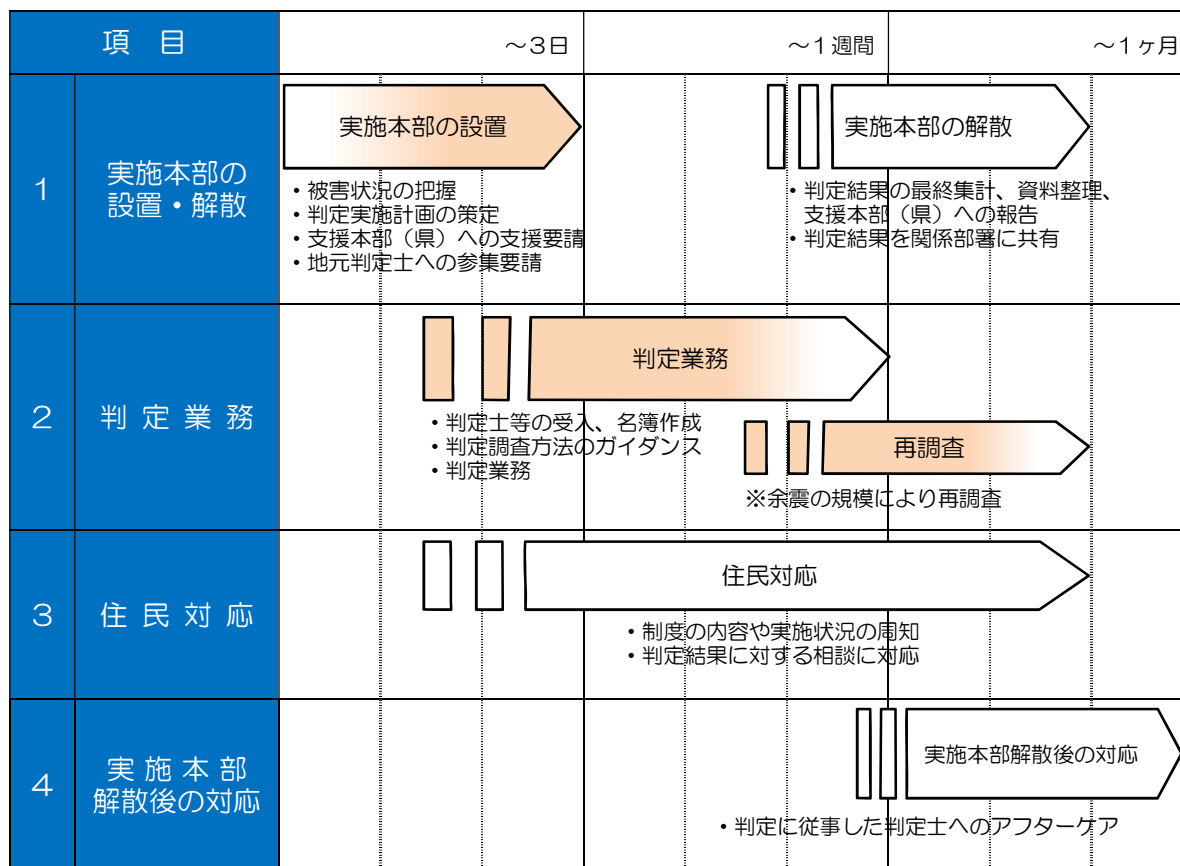 項 目
～３日
～１週間
～１ヶ月
１
実施本部の
設置・解散
実施本部の設置
・被害状況の把握
・判定実施計画の策定
・支援本部（県）への支援要請
・地元判定士への参集要請
実施本部の解散
・判定結果の最終集計、資料整理、
支援本部（県）への報告
・判定結果を関係部署に共有
２
判 定 業 務
判定業務
・判定士等の受入、名簿作成
・判定調査方法のガイダンス
・判定業務
再調査
※余震の規模により再調査
３
住 民 対 応
住民対応
・制度の内容や実施状況の周知
・判定結果に対する相談に対応
４
実 施 本 部
解散後の対応
実施本部解散後の対応
・判定に従事した判定士へのアフターケア